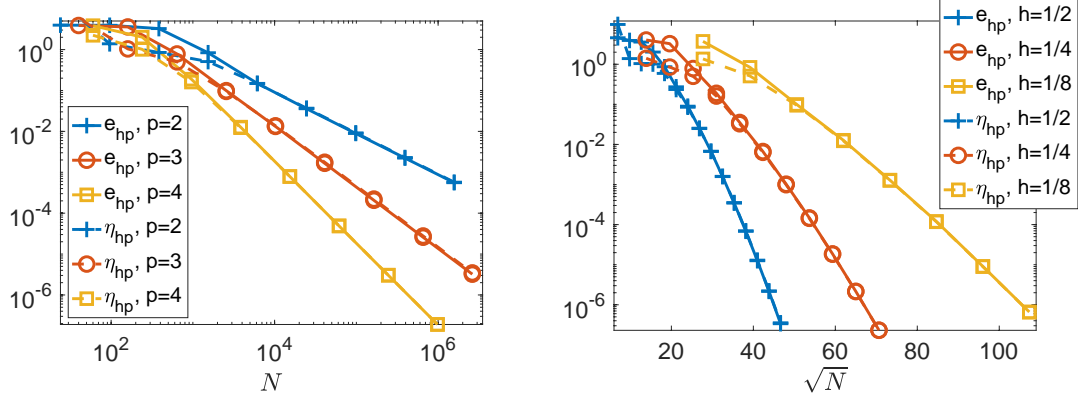 10^0
10^-2
10^-4
10^-6
10^2
10^4
10^6
N
e_hp, p=2
e_hp, p=3
e_hp, p=4
η_hp, p=2
η_hp, p=3
η_hp, p=4
10^0
10^-2
10^-4
10^-6
20
40
60
80
100
√N
e_hp, h=1/2
e_hp, h=1/4
e_hp, h=1/8
η_hp, h=1/2
η_hp, h=1/4
η_hp, h=1/8